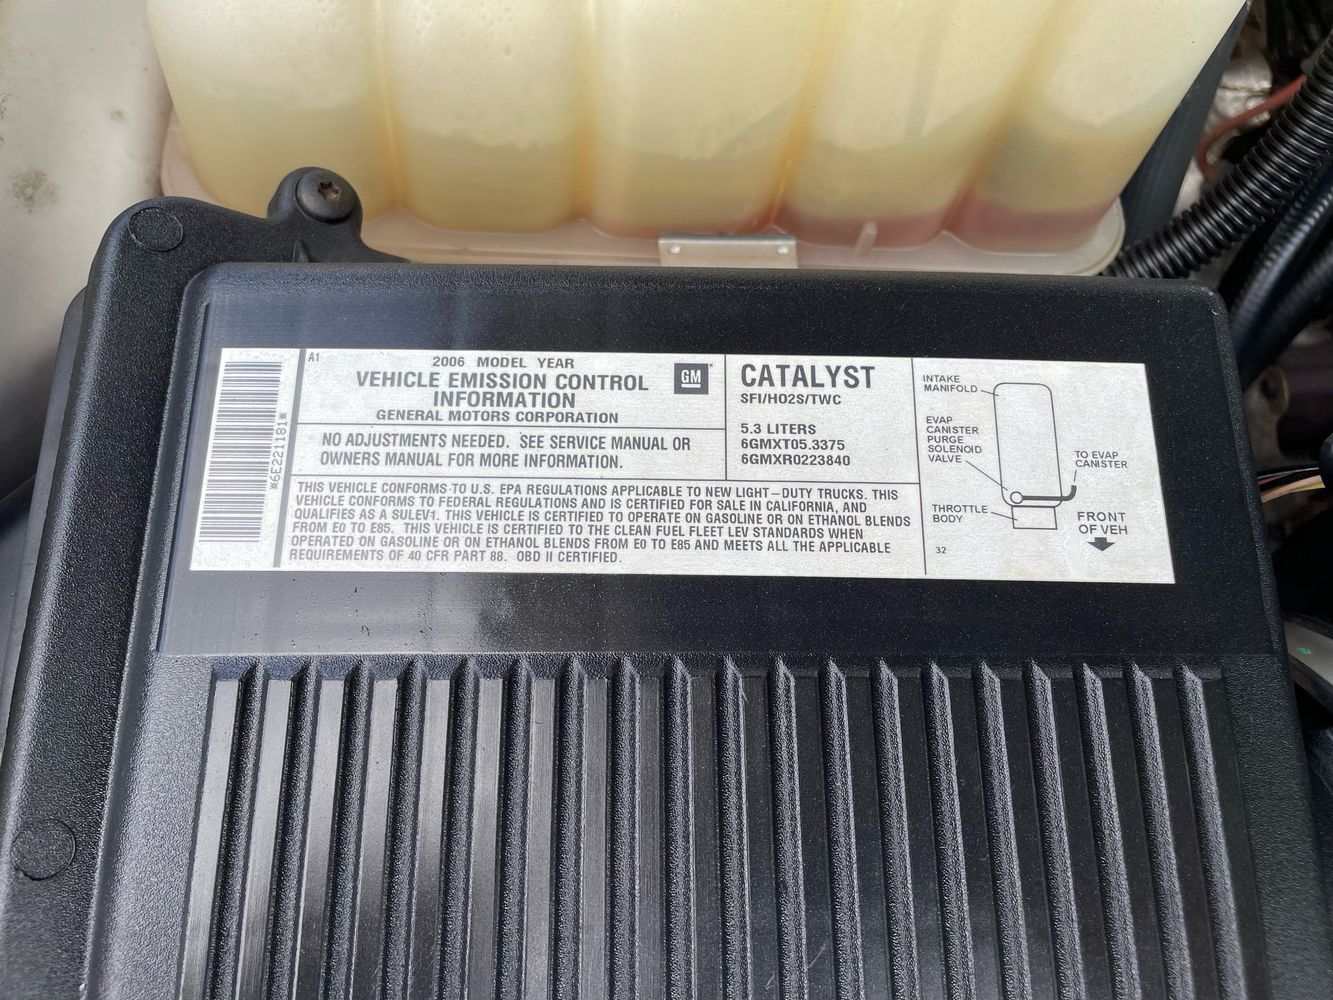 *6E221181*
A1
2006 MODEL YEAR
VEHICLE EMISSION CONTROL
INFORMATION
GENERAL MOTORS CORPORATION
GM
NO ADJUSTMENTS NEEDED. SEE SERVICE MANUAL OR
OWNERS MANUAL FOR MORE INFORMATION.
CATALYST
SFI/HO2S/TWC
5.3 LITERS
6GMXT05.3375
6GMXR0223840
THIS VEHICLE CONFORMS TO U.S. EPA REGULATIONS APPLICABLE TO NEW LIGHT-DUTY TRUCKS. THIS
VEHICLE CONFORMS TO FEDERAL REGULATIONS AND IS CERTIFIED FOR SALE IN CALIFORNIA, AND
QUALIFIES AS A SULEV1. THIS VEHICLE IS CERTIFIED TO OPERATE ON GASOLINE OR ON ETHANOL BLENDS
FROM E0 TO E85. THIS VEHICLE IS CERTIFIED TO THE CLEAN FUEL FLEET LEV STANDARDS WHEN
OPERATED ON GASOLINE OR ON ETHANOL BLENDS FROM E0 TO E85 AND MEETS ALL THE APPLICABLE
REQUIREMENTS OF 40 CFR PART 88. OBD II CERTIFIED.
INTAKE
MANIFOLD
EVAP
CANISTER
PURGE
SOLENOID
VALVE
TO EVAP
CANISTER
THROTTLE
BODY
FRONT
OF VEH
32